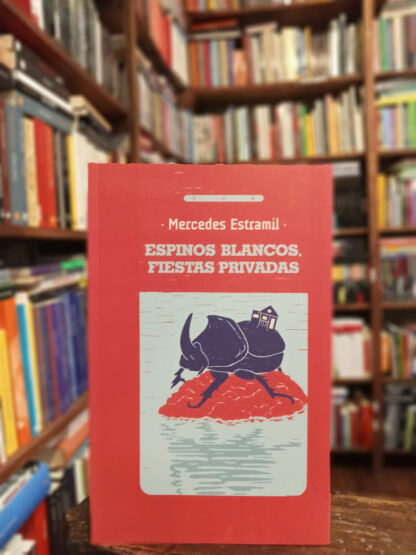 · Mercedes Estramil ·
ESPINOS BLANCOS.
FIESTAS PRIVADAS